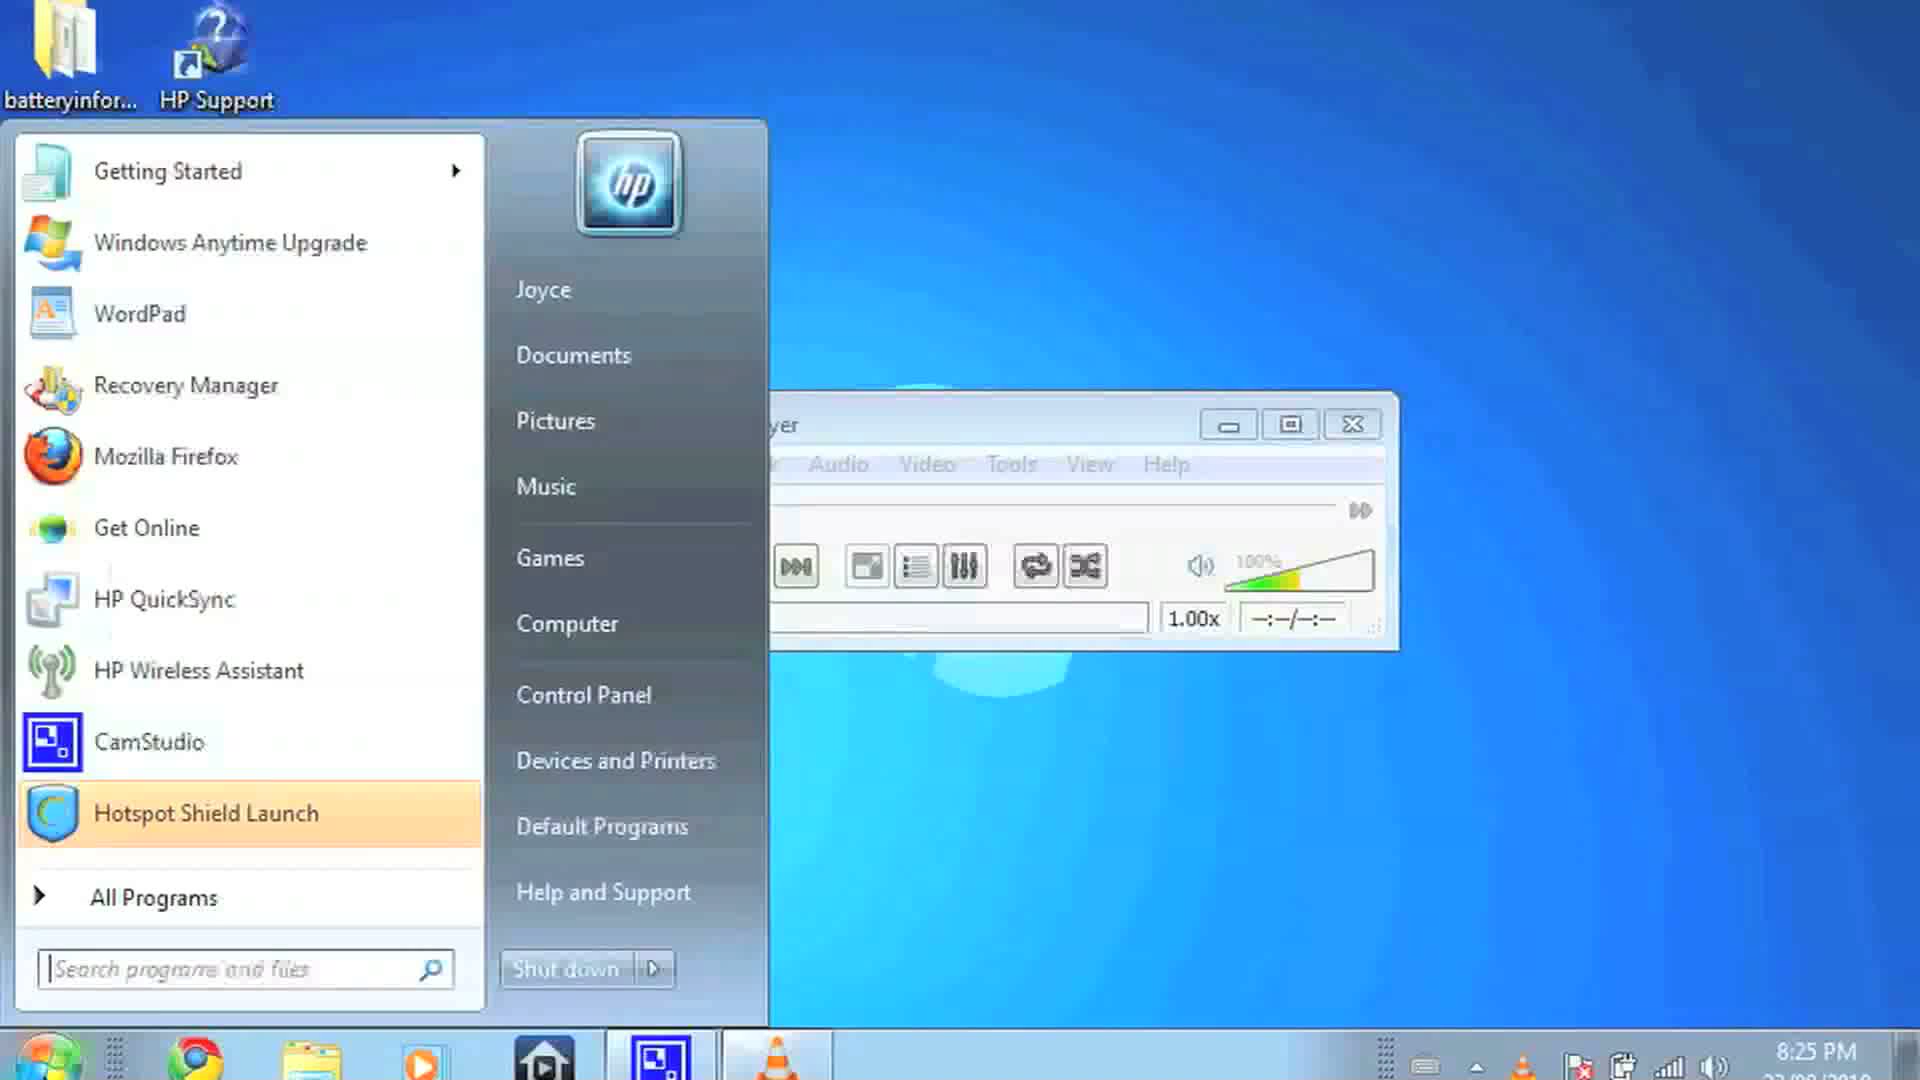 batteryinfor...
HP Support
Getting Started
Windows Anytime Upgrade
WordPad
Recovery Manager
Mozilla Firefox
Get Online
HP QuickSync
HP Wireless Assistant
CamStudio
Hotspot Shield Launch
All Programs
Search programs and files
hp
Joyce
Documents
Pictures
Music
Games
Computer
Control Panel
Devices and Printers
Default Programs
Help and Support
Shut down
yer
Audio Video Tools View Help
100%
1.00x --:--/--:--
8:25 PM